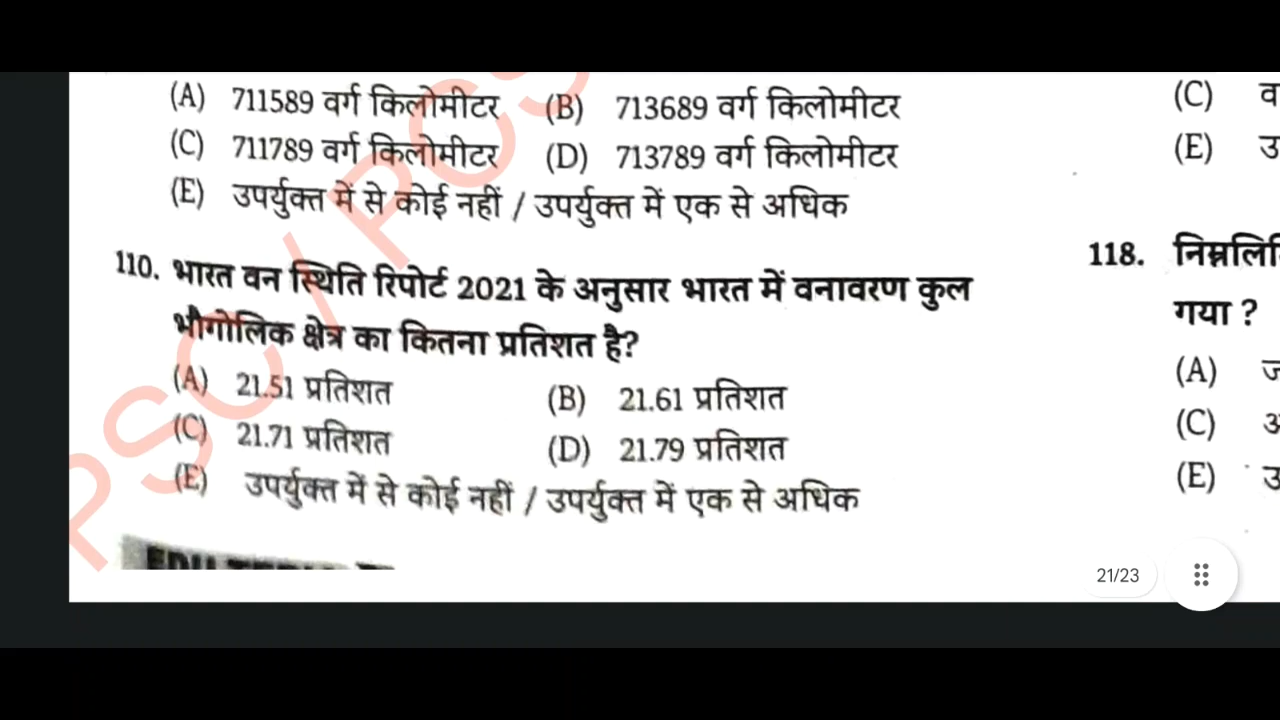 (A) 711589 वर्ग किलोमीटर (B) 713689 वर्ग किलोमीटर
(C) 711789 वर्ग किलोमीटर (D) 713789 वर्ग किलोमीटर
(E) उपर्युक्त में से कोई नहीं / उपर्युक्त में एक से अधिक
110. भारत वन स्थिति रिपोर्ट 2021 के अनुसार भारत में वनावरण कुल
भौगोलिक क्षेत्र का कितना प्रतिशत है?
(A) 21.51 प्रतिशत (B) 21.61 प्रतिशत
(C) 21.71 प्रतिशत (D) 21.79 प्रतिशत
(E) उपर्युक्त में से कोई नहीं / उपर्युक्त में एक से अधिक
(C) व
(E) उ
118.
गया ?
(A)
(C)
(E) उ
PSC / PCS
21/23